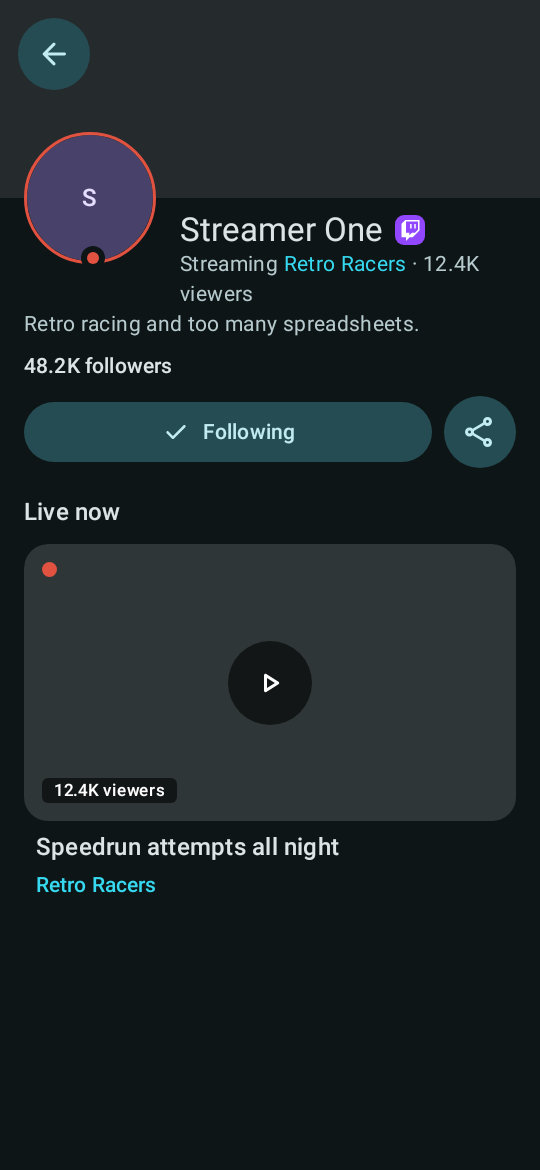 S
Streamer One
Streaming Retro Racers · 12.4K
viewers
Retro racing and too many spreadsheets.
48.2K followers
Following
Live now
12.4K viewers
Speedrun attempts all night
Retro Racers